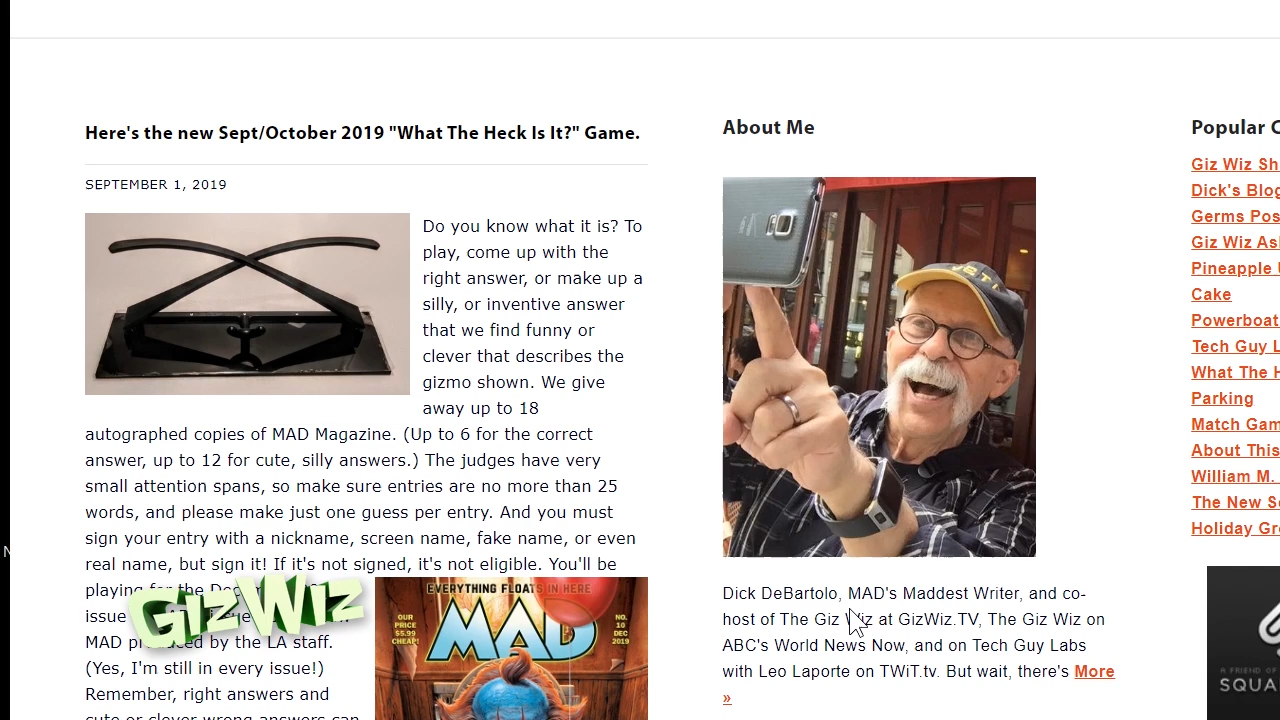 Here's the new Sept/October 2019 "What The Heck Is It?" Game.
SEPTEMBER 1, 2019
Do you know what it is? To
play, come up with the
right answer, or make up a
silly, or inventive answer
that we find funny or
clever that describes the
gizmo shown. We give
away up to 18
autographed copies of MAD Magazine. (Up to 6 for the correct
answer, up to 12 for cute, silly answers.) The judges have very
small attention spans, so make sure entries are no more than 25
words, and please make just one guess per entry. And you must
sign your entry with a nickname, screen name, fake name, or even
real name, but sign it! If it's not signed, it's not eligible. You'll be
playing for the
issue
MAD produced by the LA staff.
(Yes, I'm still in every issue!)
Remember, right answers and
cute or clever wrong answers can
GizWiz
EVERYTHING FLOATS IN HERE
OUR
PRICE
$5.99
CHEAP!
MAD
NO.
10
DEC
2019
About Me
Dick DeBartolo, MAD's Maddest Writer, and co-
host of The Giz Wiz at GizWiz.TV, The Giz Wiz on
ABC's World News Now, and on Tech Guy Labs
with Leo Laporte on TWiT.tv. But wait, there's More
»
Popular C
Giz Wiz Sh
Dick's Blog
Germs Pos
Giz Wiz As
Pineapple U
Cake
Powerboat
Tech Guy L
What The H
Parking
Match Gam
About This
William M.
The New S
Holiday Gr
A FRIEND OF
SQUA